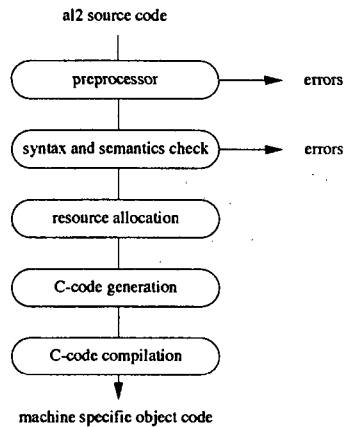 al2 source code
preprocessor
errors
syntax and semantics check
errors
resource allocation
C-code generation
C-code compilation
machine specific object code